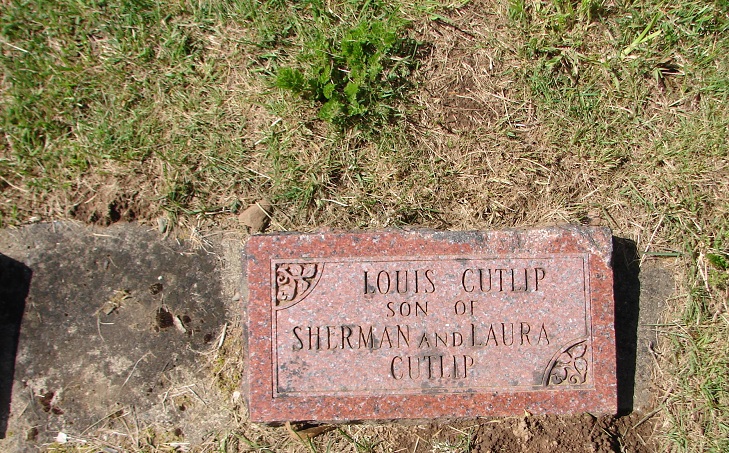 LOUIS CUTLIP
SON OF
SHERMAN AND LAURA
CUTLIP